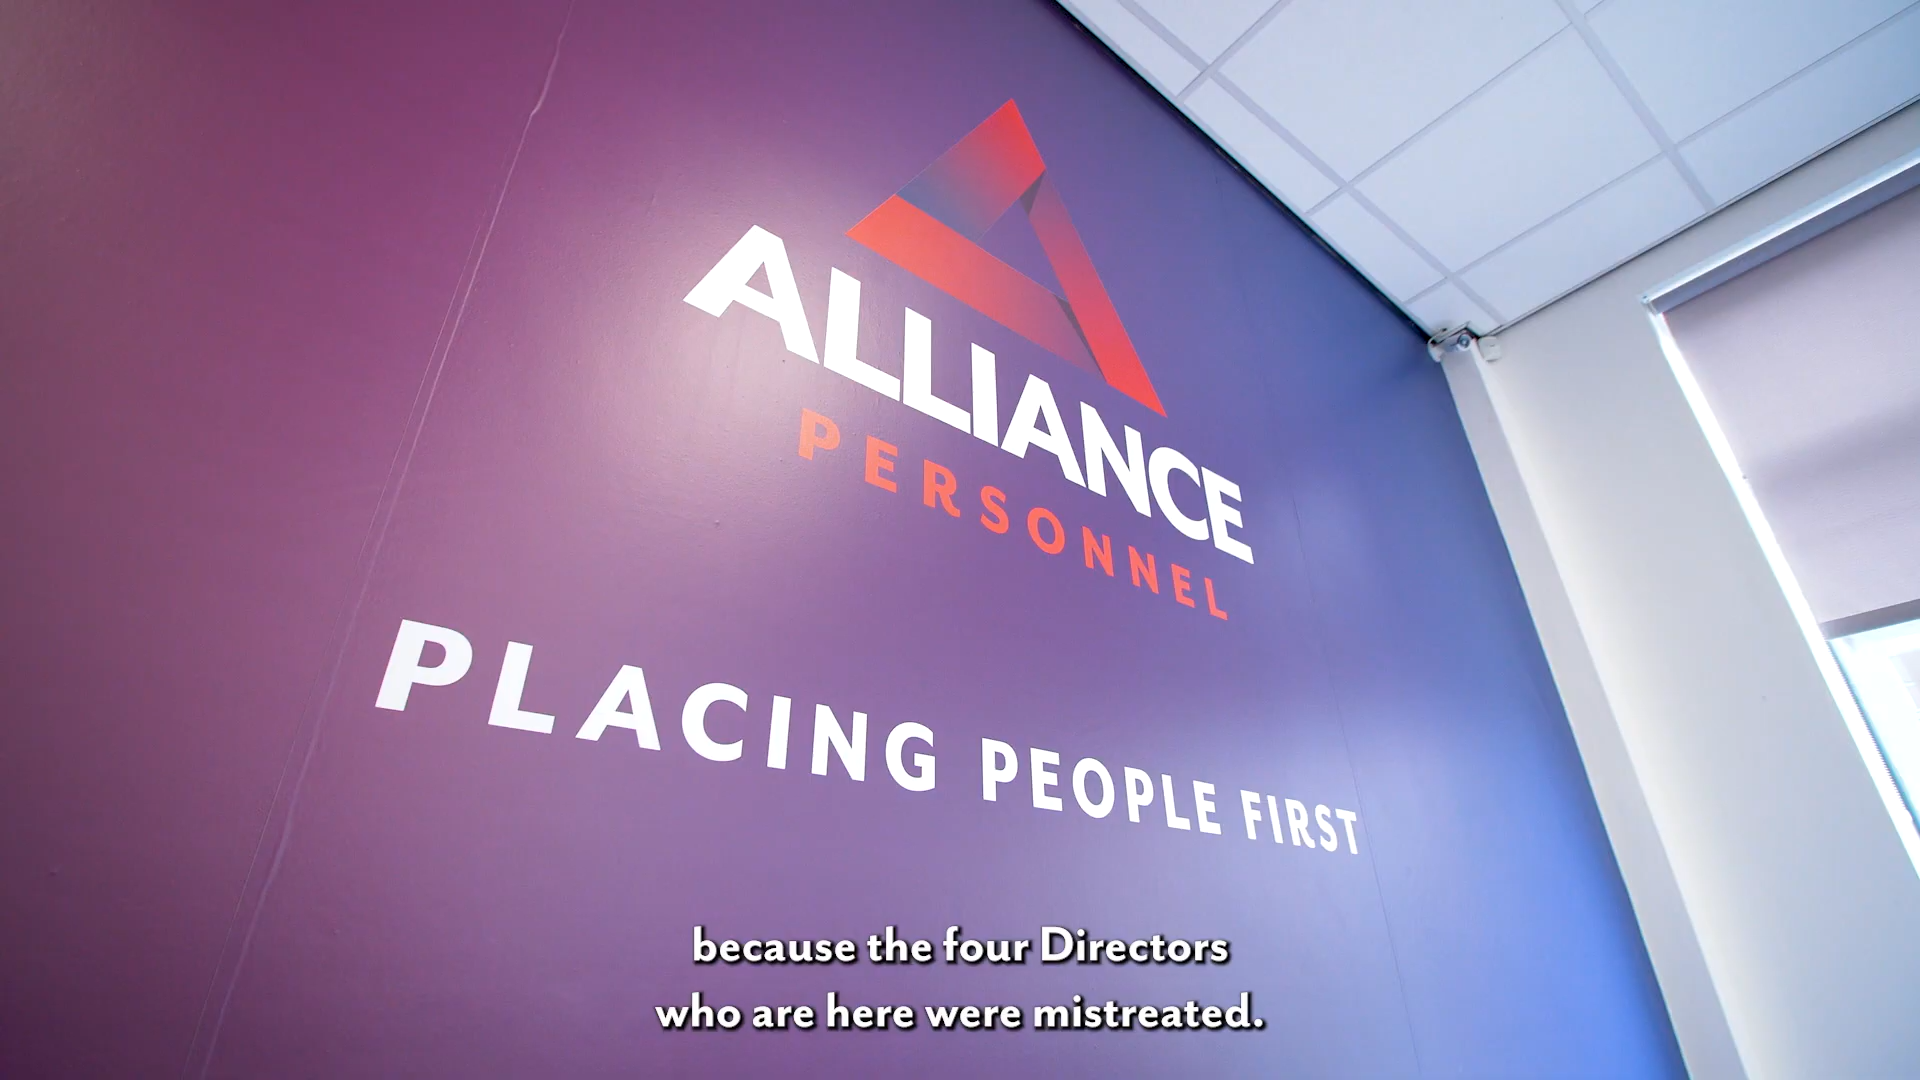 ALLIANCE
PERSONNEL
PLACING PEOPLE FIRST
because the four Directors
who are here were mistreated.